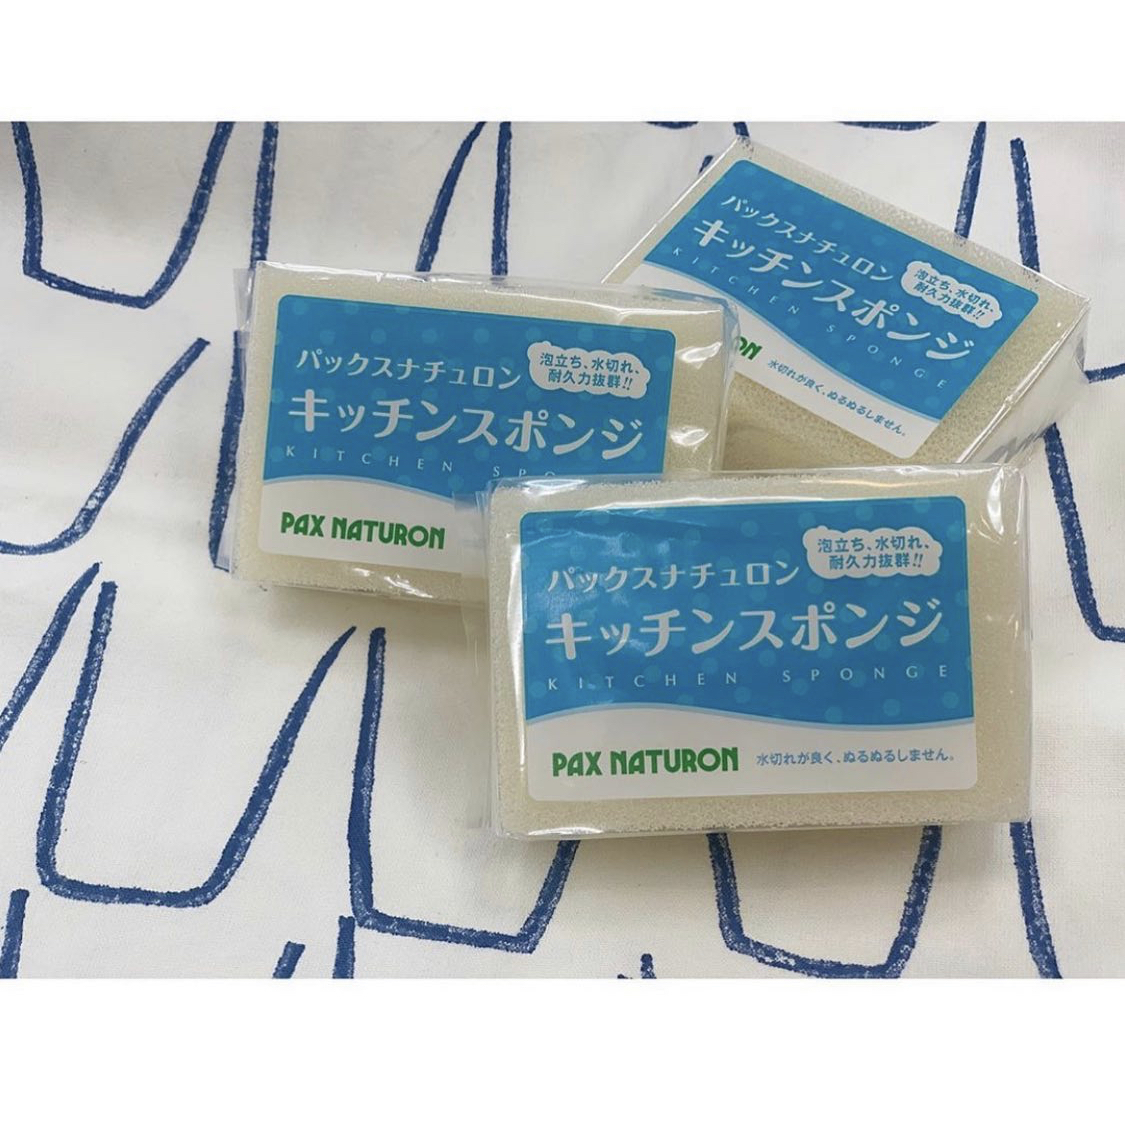 パックスナチュロン
泡立ち、水切れ、
耐久力抜群!!
キッチンスポンジ
KITCHEN SPONGE
ON
水切れが良く、ぬるぬるしません。
パックスナチュロン
泡立ち、水切れ、
耐久力抜群!!
キッチンスポンジ
KITCHEN SPO
PAX NATURON
パックスナチュロン
泡立ち、水切れ、
耐久力抜群!!
キッチンスポンジ
KITCHEN SPONGE
PAX NATURON 水切れが良く、ぬるぬるしません。